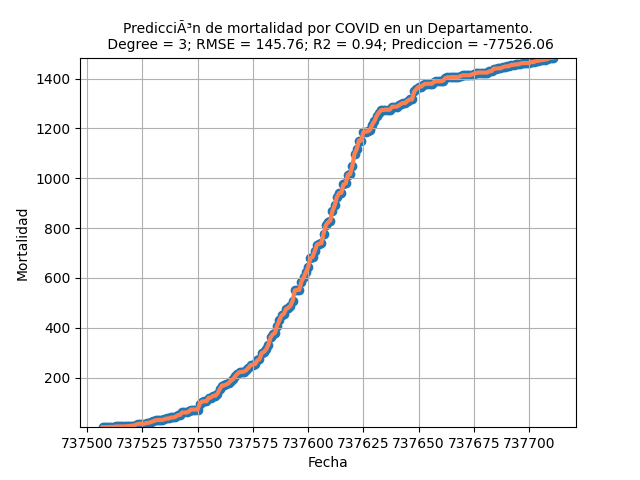 PredicciÃ³n de mortalidad por COVID en un Departamento.
Degree = 3; RMSE = 145.76; R2 = 0.94; Prediccion = -77526.06
1400
1200
1000
800
600
400
200
Mortalidad
737500 737525 737550 737575 737600 737625 737650 737675 737700
Fecha